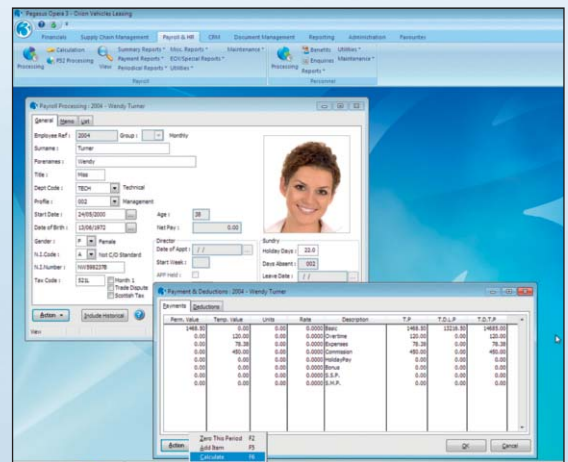 Pegasus Opera 3 - Orion Vehicles Leasing
Financials Supply Chain Management Payroll & HR CRM Document Management Reporting Administration Favourites
Processing
Calculation
P32 Processing
View
Summary Reports
Payment Reports
Periodical Reports
Misc. Reports
EOY/Special Reports
Utilities
Maintenance
Payroll
Processing
Benefits
Enquiries
Reports
Utilities
Maintenance
Personnel
Payroll Processing : 2004 - Wendy Turner
General Memo List
Employee Ref : 2004 Group : Monthly
Surname : Turner
Forenames : Wendy
Title : Miss
Dept Code : TECH Technical
Profile : 002 Management
Start Date : 24/05/2000 Age : 38
Date of Birth : 13/06/1972 Net Pay : 0.00
Gender : F Female Director Sundry
Date of Appt : / / Holiday Days : 22.0
N.I.Code : A Not C/O Standard Start Week : Days Absent : 002
N.I.Number : APP Held : Leave Date : / /
Tax Code : 521L Month 1
Trade Dispute
Scottish Tax
Action Include Historical
View
Payment & Deductions : 2004 - Wendy Turner
Payments Deductions
Perm. Value Temp. Value Units Rate Description T.P T.D.L.P T.D.T.P
1468.50 0.00 0.00 0.0000 Basic 1468.50 13216.50 14685.00
0.00 120.00 0.00 0.0000 Overtime 120.00 0.00 120.00
0.00 78.38 0.00 0.0000 Expenses 78.38 0.00 78.38
0.00 450.00 0.00 0.0000 Commission 450.00 0.00 450.00
0.00 0.00 0.00 0.0000 HolidayPay 0.00 0.00 0.00
0.00 0.00 0.00 0.0000 Bonus 0.00 0.00 0.00
0.00 0.00 0.00 0.0000 S.S.P. 0.00 0.00 0.00
0.00 0.00 0.00 0.0000 S.M.P. 0.00 0.00 0.00
Action
Zero This Period F2
Add Item F5
Calculate F6
OK Cancel